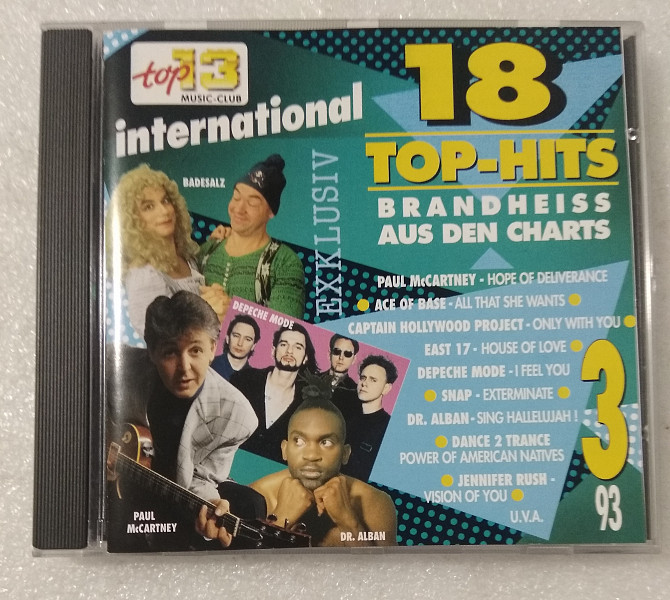 top 13
MUSIC-CLUB
international
18
TOP-HITS
BRANDHEISS
AUS DEN CHARTS
EXKLUSIV
BADESALZ
DEPECHE MODE
PAUL McCARTNEY - HOPE OF DELIVERANCE
ACE OF BASE - ALL THAT SHE WANTS
CAPTAIN HOLLYWOOD PROJECT - ONLY WITH YOU
EAST 17 - HOUSE OF LOVE
DEPECHE MODE - I FEEL YOU
SNAP - EXTERMINATE
DR. ALBAN - SING HALLELUJAH !
DANCE 2 TRANCE
POWER OF AMERICAN NATIVES
JENNIFER RUSH -
VISION OF YOU
U.V.A.
3
93
PAUL
McCARTNEY
DR. ALBAN